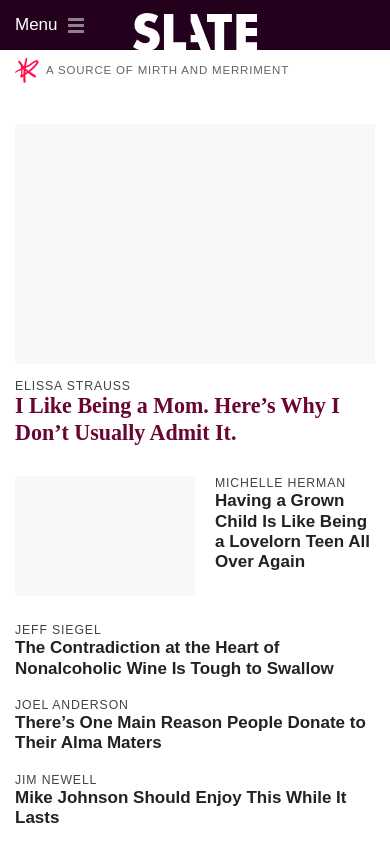 Menu
SLATE
A SOURCE OF MIRTH AND MERRIMENT
ELISSA STRAUSS
I Like Being a Mom. Here’s Why I
Don’t Usually Admit It.
MICHELLE HERMAN
Having a Grown
Child Is Like Being
a Lovelorn Teen All
Over Again
JEFF SIEGEL
The Contradiction at the Heart of
Nonalcoholic Wine Is Tough to Swallow
JOEL ANDERSON
There’s One Main Reason People Donate to
Their Alma Maters
JIM NEWELL
Mike Johnson Should Enjoy This While It
Lasts